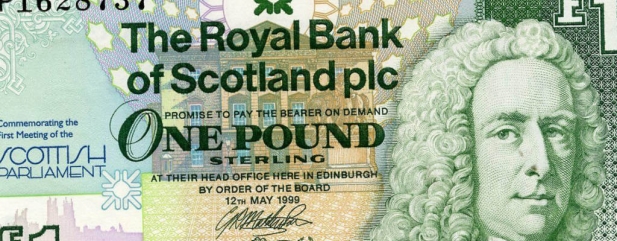 P1628737
The Royal Bank
of Scotland plc
PROMISE TO PAY THE BEARER ON DEMAND
ONE POUND
STERLING
AT THEIR HEAD OFFICE HERE IN EDINBURGH
BY ORDER OF THE BOARD
12TH MAY 1999
Commemorating the
First Meeting of the
SCOTTISH
PARLIAMENT
£1
£1